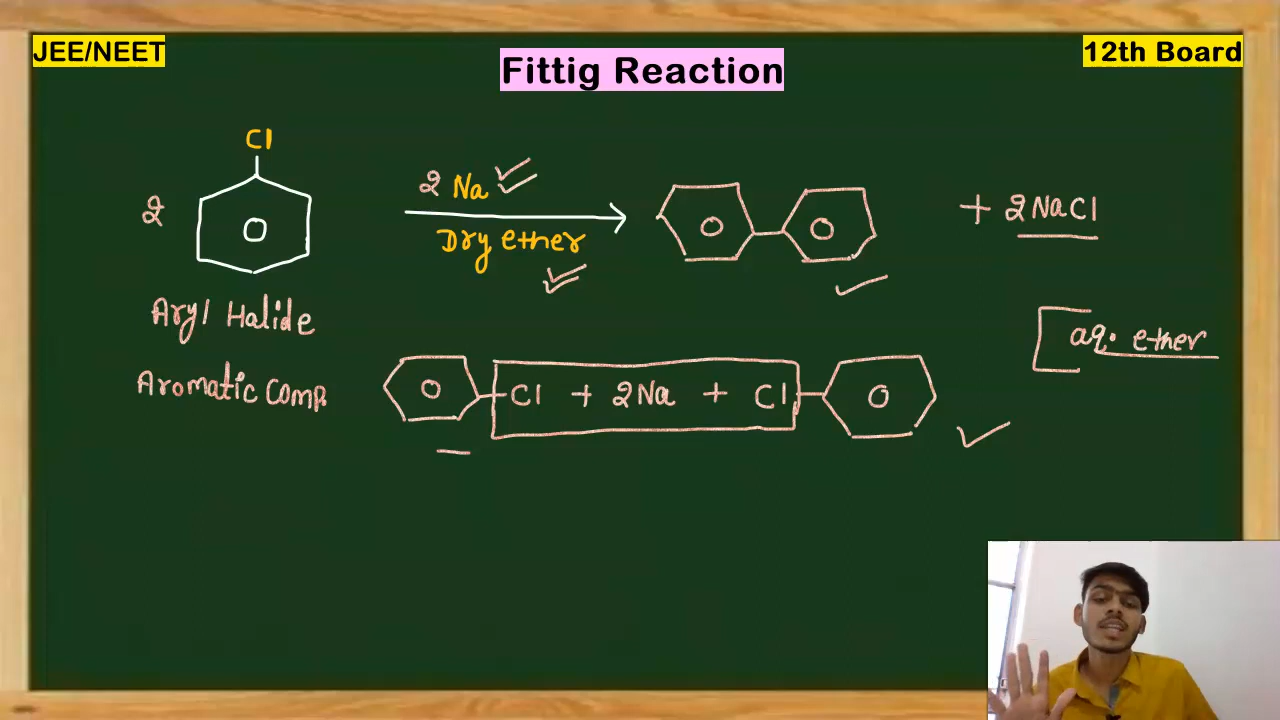 JEE/NEET
Fittig Reaction
12th Board
Cl
2
2 Na
Dry ether
+ 2NaCl
Aryl Halide
Aromatic Comp.
Cl + 2Na + Cl
aq. ether